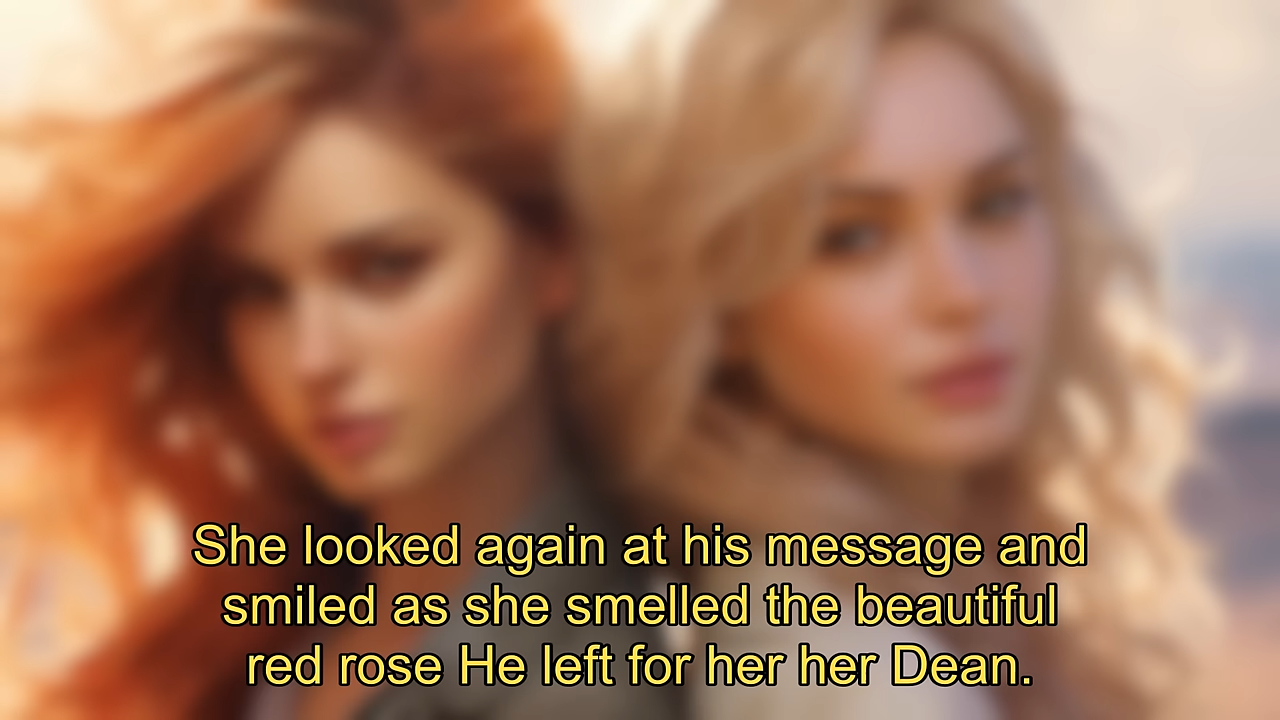 She looked again at his message and
smiled as she smelled the beautiful
red rose He left for her her Dean.